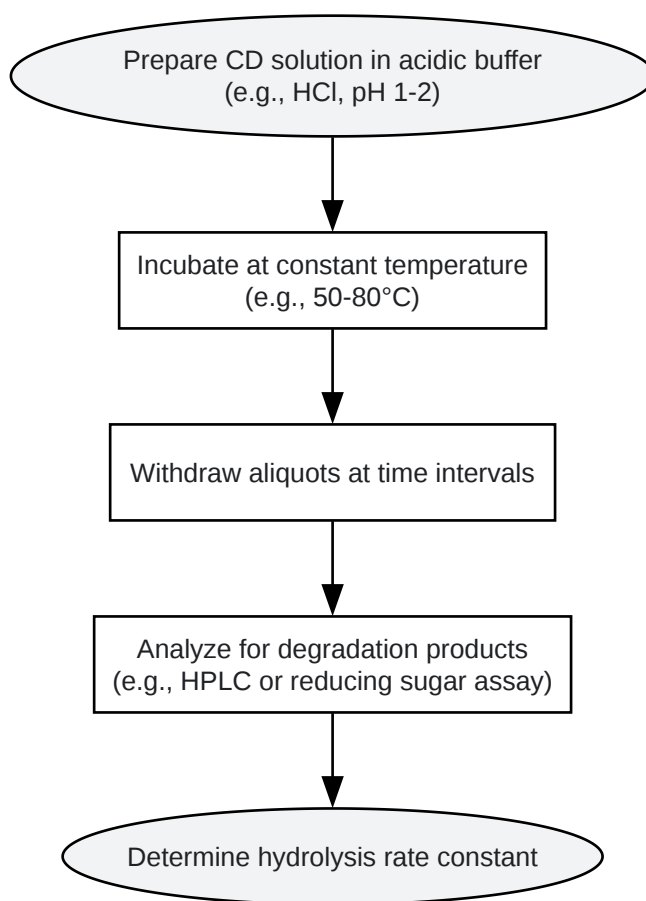 Prepare CD solution in acidic buffer
(e.g., HCl, pH 1-2)
Incubate at constant temperature
(e.g., 50-80°C)
Withdraw aliquots at time intervals
Analyze for degradation products
(e.g., HPLC or reducing sugar assay)
Determine hydrolysis rate constant